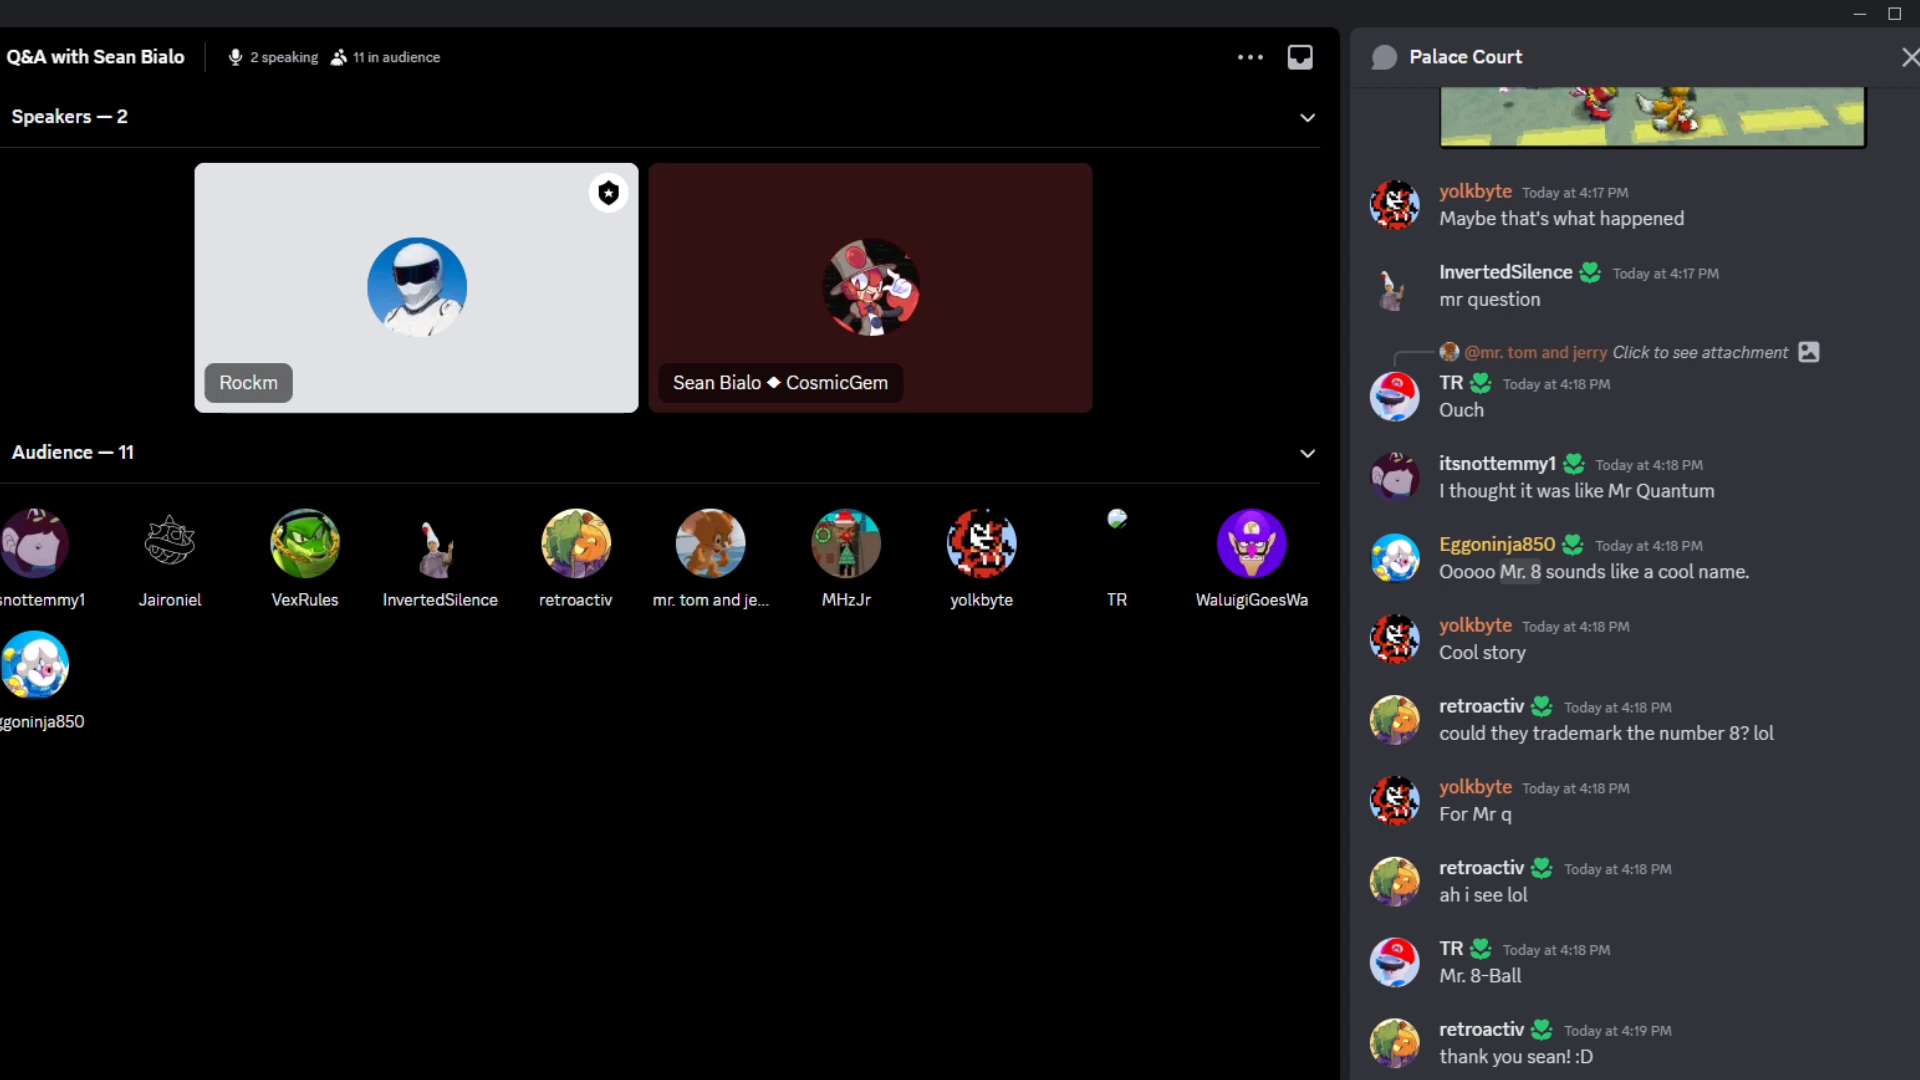 Q&A with Sean Bialo
2 speaking
11 in audience
Speakers — 2
Rockm
Sean Bialo ◆ CosmicGem
Audience — 11
snottemmy1
Jaironiel
VexRules
InvertedSilence
retroactiv
mr. tom and je...
MHzJr
yolkbyte
TR
WaluigiGoesWa
ggoninja850
Palace Court
yolkbyte Today at 4:17 PM
Maybe that's what happened
InvertedSilence Today at 4:17 PM
mr question
@mr. tom and jerry Click to see attachment
TR Today at 4:18 PM
Ouch
itsnottemmy1 Today at 4:18 PM
I thought it was like Mr Quantum
Eggoninja850 Today at 4:18 PM
Ooooo Mr. 8 sounds like a cool name.
yolkbyte Today at 4:18 PM
Cool story
retroactiv Today at 4:18 PM
could they trademark the number 8? lol
yolkbyte Today at 4:18 PM
For Mr q
retroactiv Today at 4:18 PM
ah i see lol
TR Today at 4:18 PM
Mr. 8-Ball
retroactiv Today at 4:19 PM
thank you sean! :D